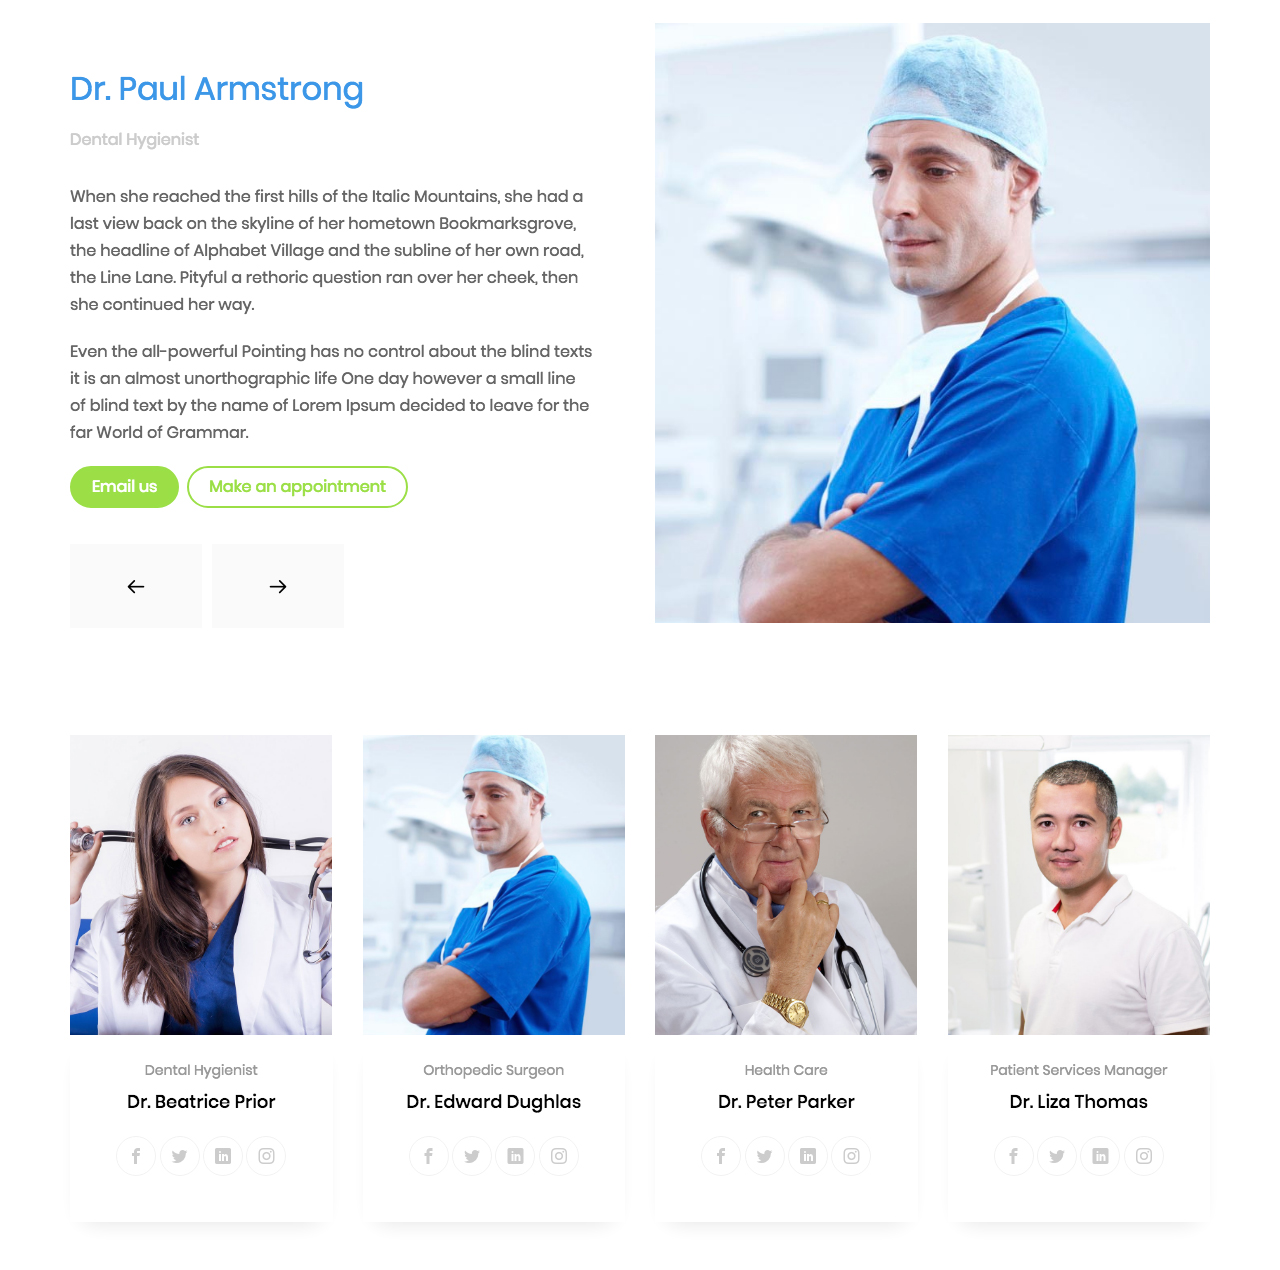 Dr. Paul Armstrong
Dental Hygienist
When she reached the first hills of the Italic Mountains, she had a
last view back on the skyline of her hometown Bookmarksgrove,
the headline of Alphabet Village and the subline of her own road,
the Line Lane. Pityful a rethoric question ran over her cheek, then
she continued her way.
Even the all-powerful Pointing has no control about the blind texts
it is an almost unorthographic life One day however a small line
of blind text by the name of Lorem Ipsum decided to leave for the
far World of Grammar.
Email us
Make an appointment
Dental Hygienist
Dr. Beatrice Prior
Orthopedic Surgeon
Dr. Edward Dughlas
Health Care
Dr. Peter Parker
Patient Services Manager
Dr. Liza Thomas